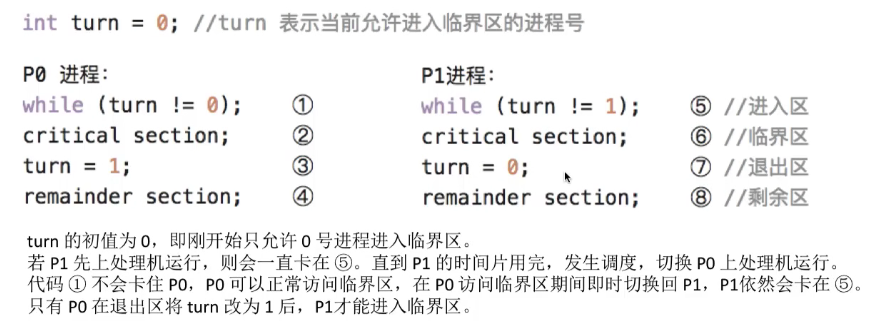 int turn = 0; //turn 表示当前允许进入临界区的进程号
P0 进程：
while (turn != 0); ①
critical section; ②
turn = 1; ③
remainder section; ④
P1进程：
while (turn != 1); ⑤ //进入区
critical section; ⑥ //临界区
turn = 0; ⑦ //退出区
remainder section; ⑧ //剩余区
turn 的初值为 0，即刚开始只允许 0 号进程进入临界区。
若 P1 先上处理机运行，则会一直卡在 ⑤。直到 P1 的时间片用完，发生调度，切换 P0 上处理机运行。
代码 ① 不会卡住 P0，P0 可以正常访问临界区，在 P0 访问临界区期间即时切换回 P1，P1依然会卡在 ⑤。
只有 P0 在退出区将 turn 改为 1 后，P1才能进入临界区。